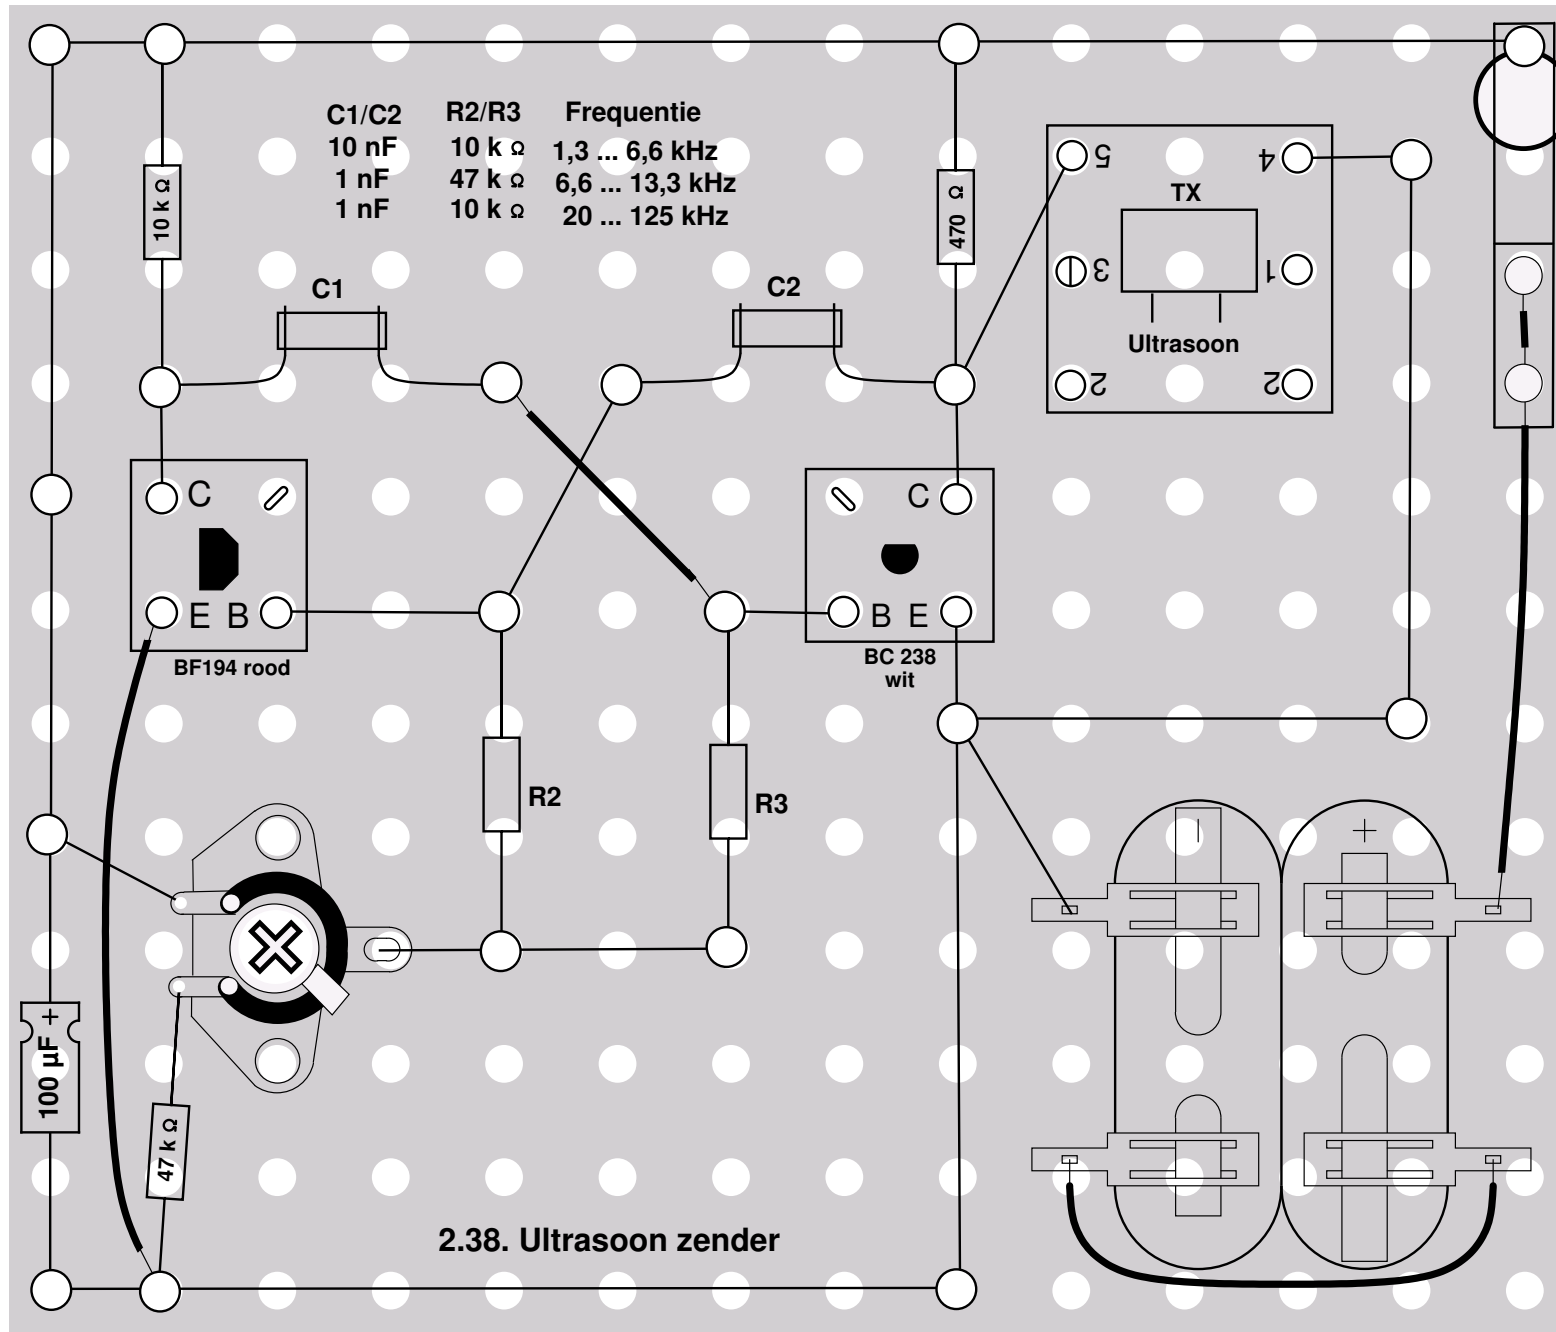 C1/C2 R2/R3 Frequentie
10 nF 10 k Ω 1,3 ... 6,6 kHz
1 nF 47 k Ω 6,6 ... 13,3 kHz
1 nF 10 k Ω 20 ... 125 kHz
10 k Ω
470 Ω
5
4
TX
3
1
Ultrasoon
2
2
C1
C2
C
E B
BF194 rood
C
B E
BC 238
wit
R2
R3
100 µF +
47 k Ω
+
2.38. Ultrasoon zender